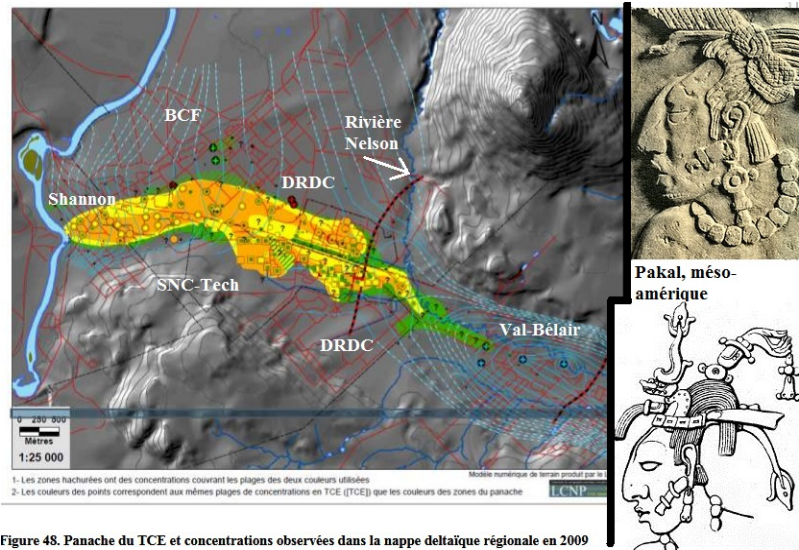 BCF
Rivière
Nelson
Shannon
DRDC
SNC-Tech
DRDC
Val-Bélair
0 250 500
Mètres
1:25 000
Modèle numérique de terrain produit par le
1- Les zones hachurées ont des concentrations couvrant les plages des deux couleurs utilisées
2- Les couleurs des points correspondent aux mêmes plages de concentrations en TCE ([TCE]) que les couleurs des zones du panache
LCNP
Figure 48. Panache du TCE et concentrations observées dans la nappe deltaïque régionale en 2009
Pakal, méso-
amérique